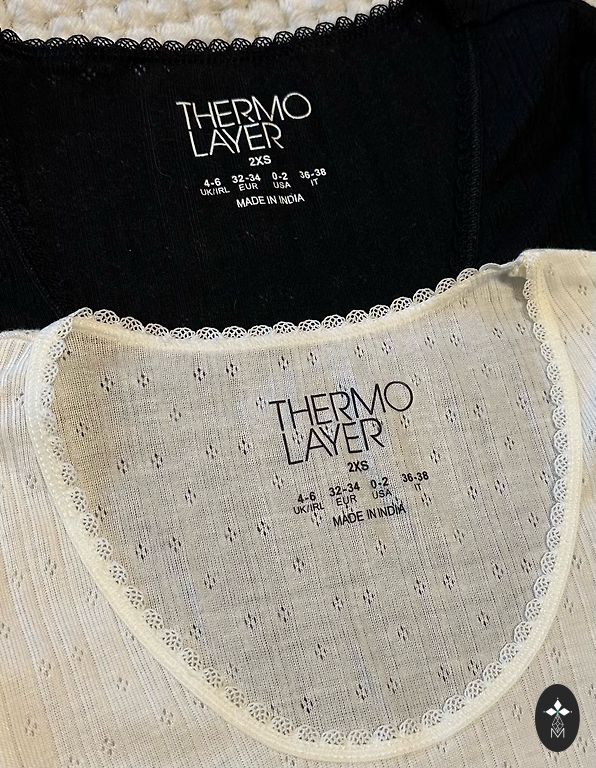 THERMO
LAYER
2XS
4-6 32-34 0-2 36-38
UK/IRL EUR USA IT
MADE IN INDIA
THERMO
LAYER
2XS
4-6 32-34 0-2 36-38
UK/IRL EUR USA IT
MADE IN INDIA
M